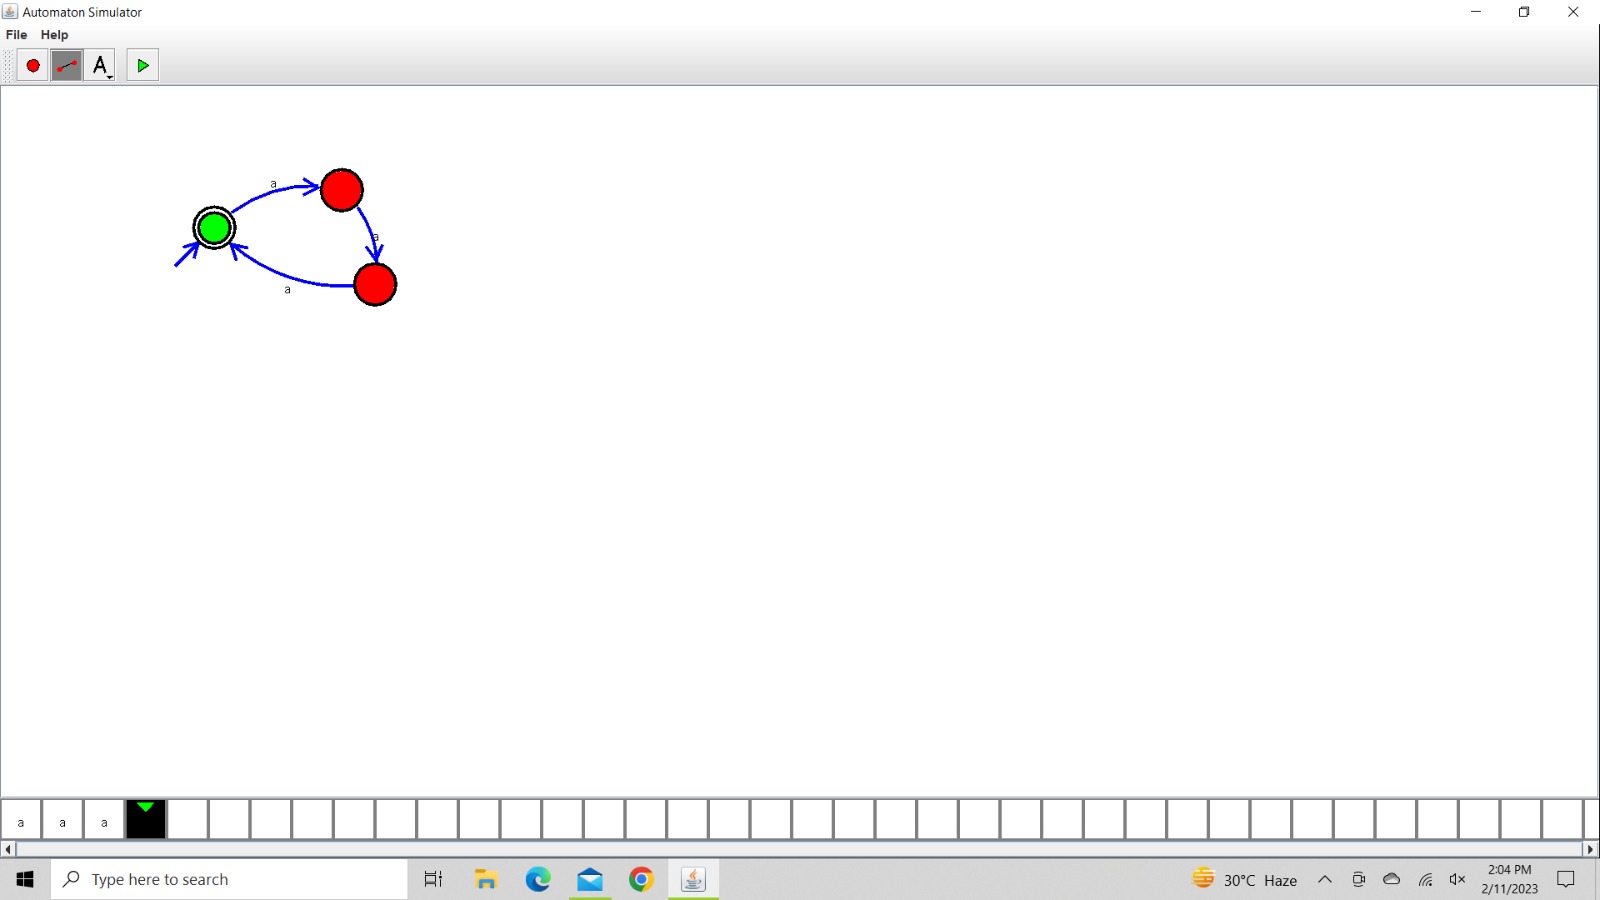 Automaton Simulator
File Help
A
a
a
a
a a a
Type here to search
30°C Haze
2:04 PM
2/11/2023